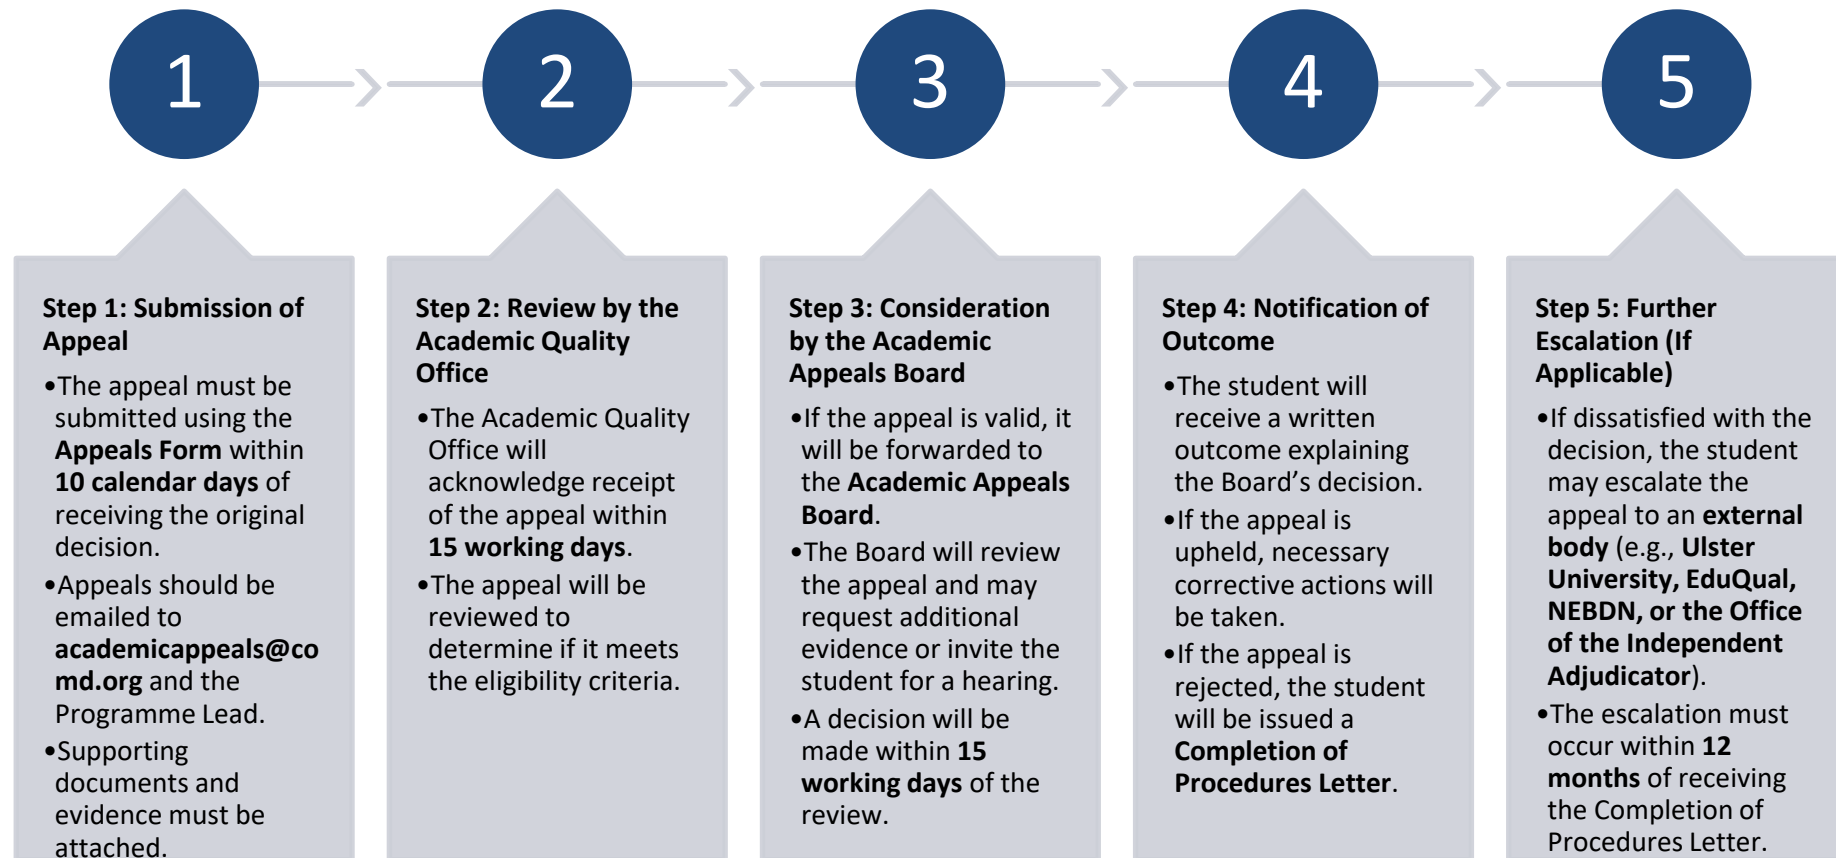 1
2
3
4
5
Step 1: Submission of
Appeal
•The appeal must be
submitted using the
Appeals Form within
10 calendar days of
receiving the original
decision.
•Appeals should be
emailed to
academicappeals@co
md.org and the
Programme Lead.
•Supporting
documents and
evidence must be
attached.
Step 2: Review by the
Academic Quality
Office
•The Academic Quality
Office will
acknowledge receipt
of the appeal within
15 working days.
•The appeal will be
reviewed to
determine if it meets
the eligibility criteria.
Step 3: Consideration
by the Academic
Appeals Board
•If the appeal is valid, it
will be forwarded to
the Academic Appeals
Board.
•The Board will review
the appeal and may
request additional
evidence or invite the
student for a hearing.
•A decision will be
made within 15
working days of the
review.
Step 4: Notification of
Outcome
•The student will
receive a written
outcome explaining
the Board’s decision.
•If the appeal is
upheld, necessary
corrective actions will
be taken.
•If the appeal is
rejected, the student
will be issued a
Completion of
Procedures Letter.
Step 5: Further
Escalation (If
Applicable)
•If dissatisfied with the
decision, the student
may escalate the
appeal to an external
body (e.g., Ulster
University, EduQual,
NEBDN, or the Office
of the Independent
Adjudicator).
•The escalation must
occur within 12
months of receiving
the Completion of
Procedures Letter.